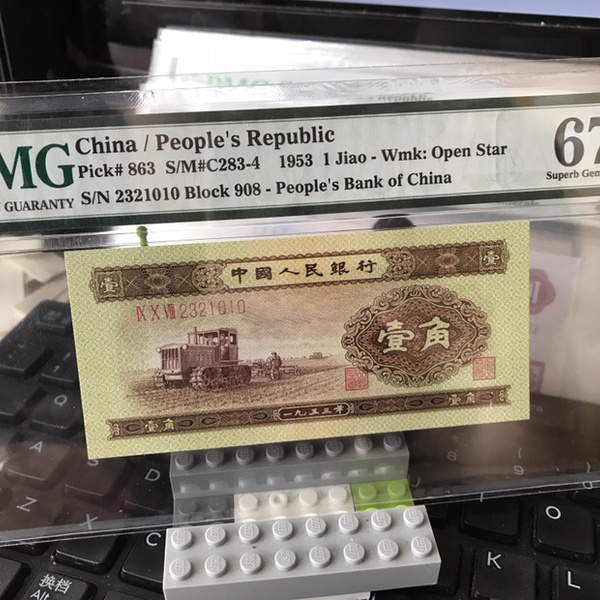 MG
GUARANTY
China / People's Republic
Pick# 863 S/M#C283-4 1953 1 Jiao - Wmk: Open Star
S/N 2321010 Block 908 - People's Bank of China
67
Superb Gem
壹 中國人民銀行 壹
IX X VIII 2321010
壹角
壹角 一九五三年 壹角
Q
A
S
D
Z
X
C
K
L
换档
Alt